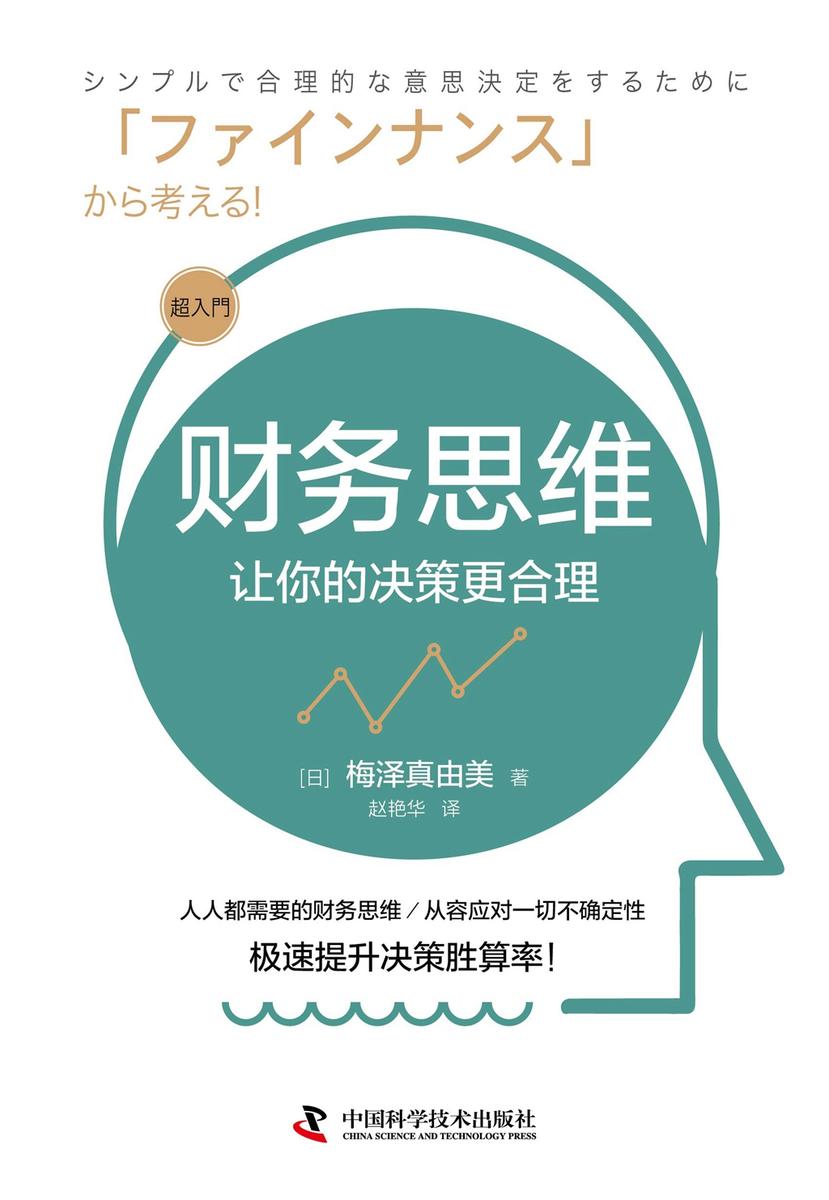 シンプルで合理的な意思決定をするために
「ファインナンス」
から考える!
超入門
财务思维
让你的决策更合理
[日] 梅泽真由美 著
赵艳华 译
人人都需要的财务思维/从容应对一切不确定性
极速提升决策胜算率!
中国科学技术出版社
CHINA SCIENCE AND TECHNOLOGY PRESS